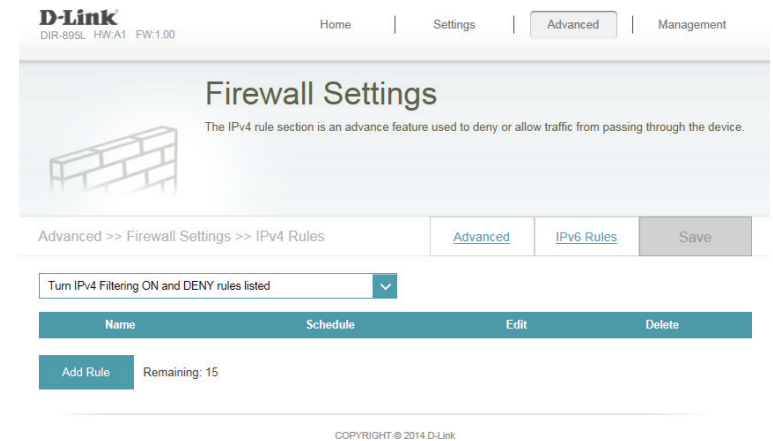 D-Link
DIR-895L HW:A1 FW:1.00
Home
Settings
Advanced
Management
Firewall Settings
The IPv4 rule section is an advance feature used to deny or allow traffic from passing through the device.
Advanced >> Firewall Settings >> IPv4 Rules
Advanced
IPv6 Rules
Save
Turn IPv4 Filtering ON and DENY rules listed
Name
Schedule
Edit
Delete
Add Rule
Remaining: 15
COPYRIGHT © 2014 D-Link